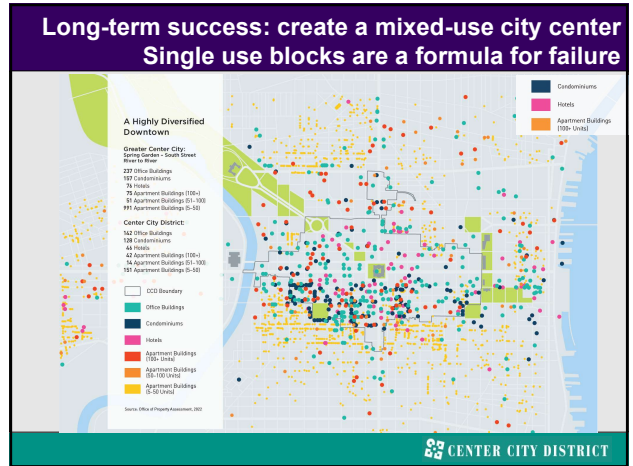 Long-term success: create a mixed-use city center
Single use blocks are a formula for failure
A Highly Diversified
Downtown
Greater Center City:
Spring Garden – South Street
River to River
237 Office Buildings
157 Condominiums
76 Hotels
75 Apartment Buildings (100+)
51 Apartment Buildings (51-100)
991 Apartment Buildings (5-50)
Center City District:
142 Office Buildings
128 Condominiums
46 Hotels
42 Apartment Buildings (100+)
14 Apartment Buildings (51-100)
151 Apartment Buildings (5-50)
CCD Boundary
Office Buildings
Condominiums
Hotels
Apartment Buildings
(100+ Units)
Apartment Buildings
(50-100 Units)
Apartment Buildings
(5-50 Units)
Source: Office of Property Assessment, 2022
Condominiums
Hotels
Apartment Buildings
(100+ Units)
CENTER CITY DISTRICT